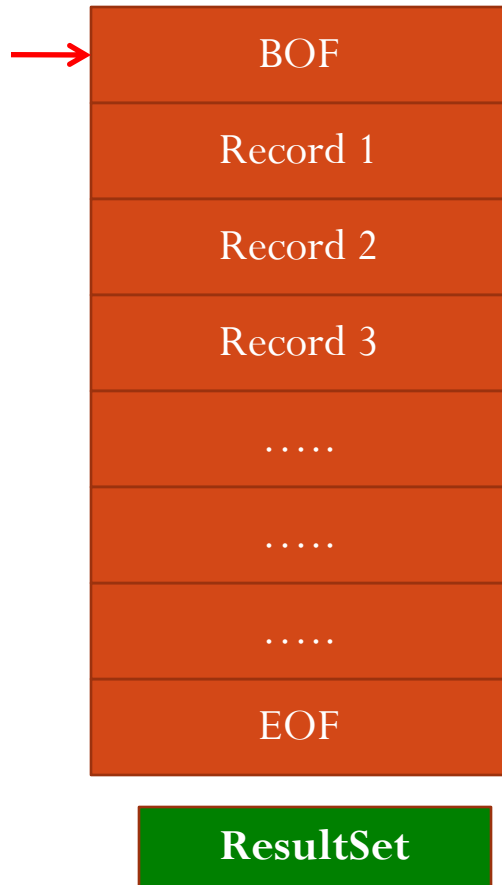 BOF
Record 1
Record 2
Record 3
.....
.....
.....
EOF
ResultSet